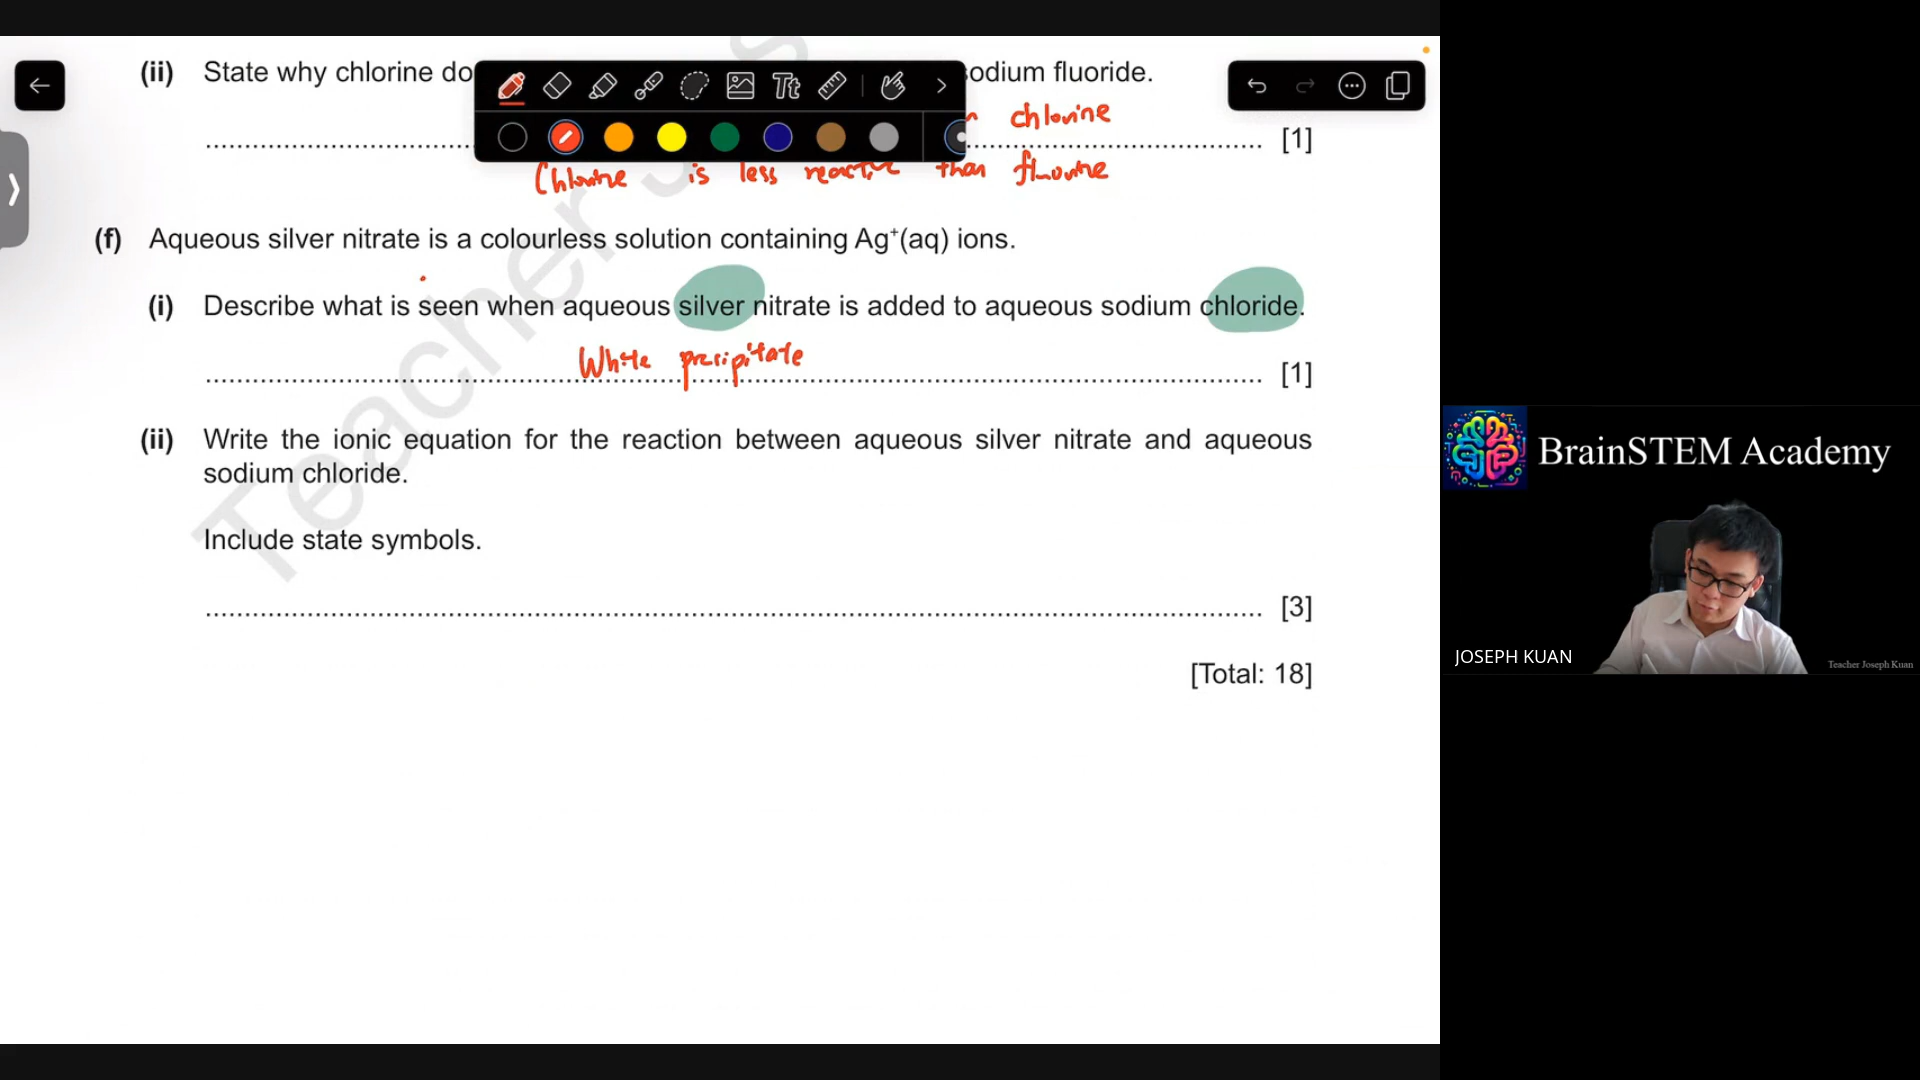 (ii) State why chlorine do odium fluoride.
chlorine
[1]
Chlorine is less reactive than fluorine
(f) Aqueous silver nitrate is a colourless solution containing Ag⁺(aq) ions.
(i) Describe what is seen when aqueous silver nitrate is added to aqueous sodium chloride.
White precipitate
[1]
(ii) Write the ionic equation for the reaction between aqueous silver nitrate and aqueous
sodium chloride.
Include state symbols.
[3]
[Total: 18]
Teacher Jos
Tt
BrainSTEM Academy
JOSEPH KUAN
Teacher Joseph Kuan